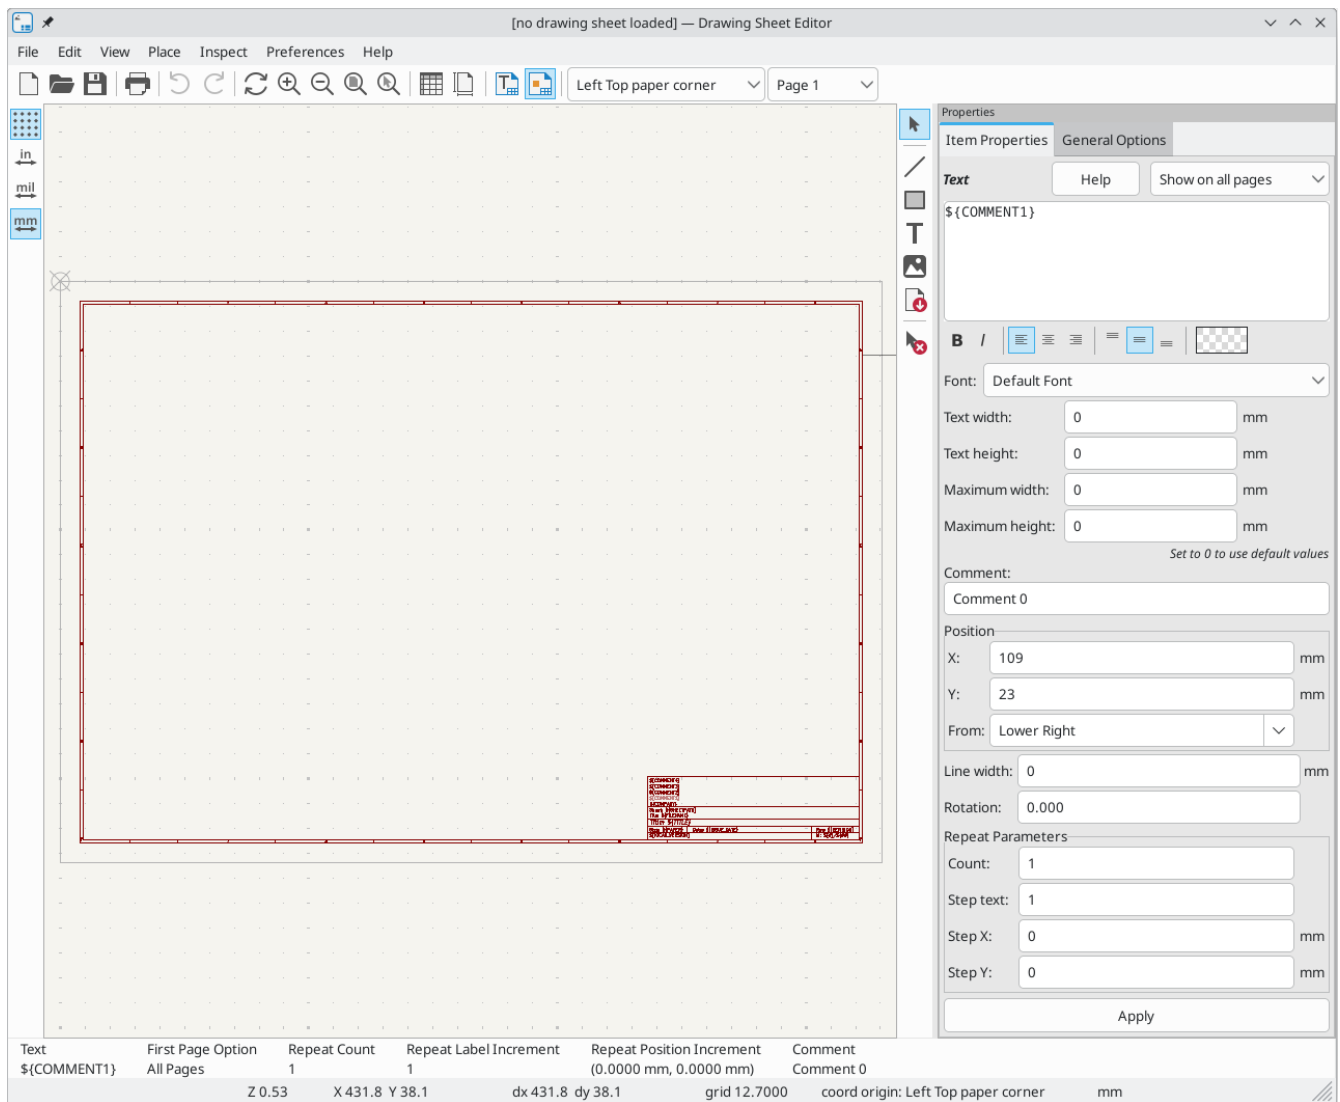 [no drawing sheet loaded] — Drawing Sheet Editor
File Edit View Place Inspect Preferences Help
Left Top paper corner Page 1
in
mil
mm
Properties
Item Properties General Options
Text Help Show on all pages
${COMMENT1}
B I
Font: Default Font
Text width: 0 mm
Text height: 0 mm
Maximum width: 0 mm
Maximum height: 0 mm
Set to 0 to use default values
Comment:
Comment 0
Position
X: 109 mm
Y: 23 mm
From: Lower Right
Line width: 0 mm
Rotation: 0.000
Repeat Parameters
Count: 1
Step text: 1
Step X: 0 mm
Step Y: 0 mm
Apply
Text First Page Option Repeat Count Repeat Label Increment Repeat Position Increment Comment
${COMMENT1} All Pages 1 1 (0.0000 mm, 0.0000 mm) Comment 0
Z 0.53 X 431.8 Y 38.1 dx 431.8 dy 38.1 grid 12.7000 coord origin: Left Top paper corner mm